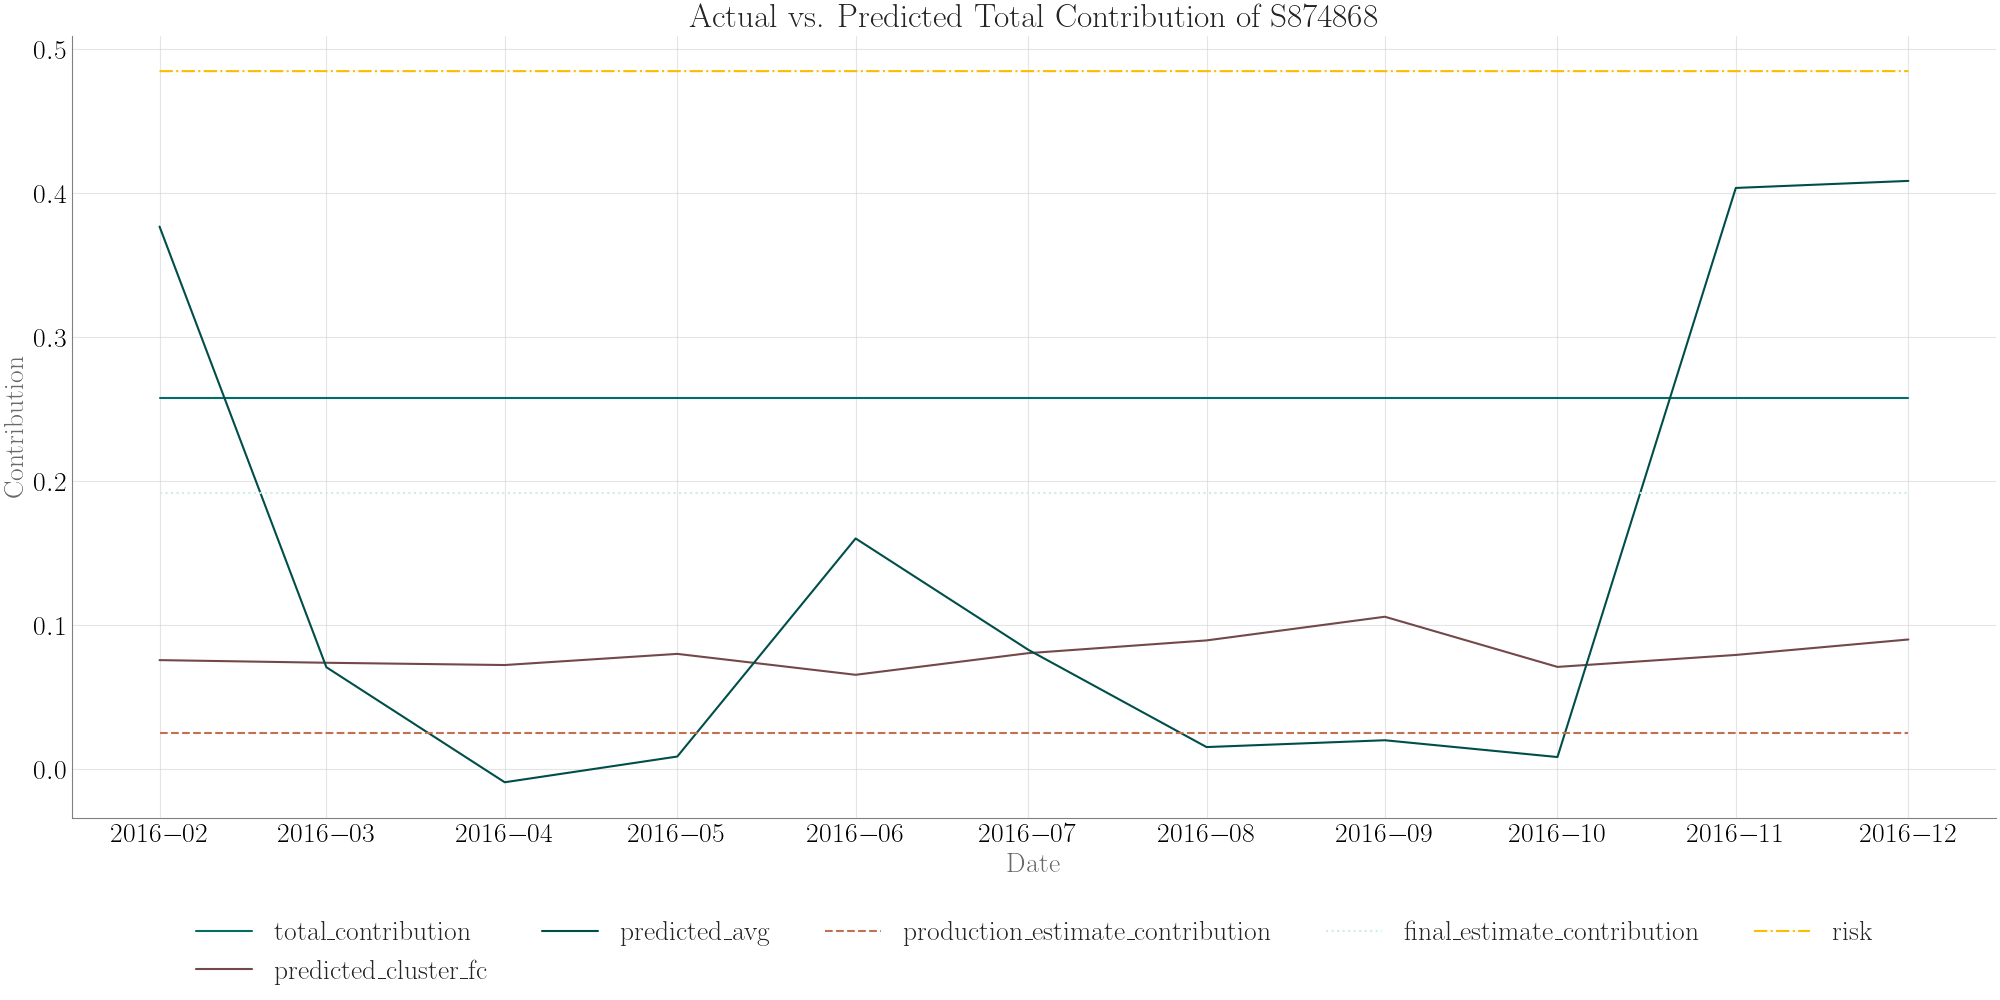 Actual vs. Predicted Total Contribution of S874868
0.5
0.4
0.3
0.2
0.1
0.0
Contribution
2016−02 2016−03 2016−04 2016−05 2016−06 2016−07 2016−08 2016−09 2016−10 2016−11 2016−12
Date
total_contribution predicted_avg production_estimate_contribution final_estimate_contribution risk
predicted_cluster_fc